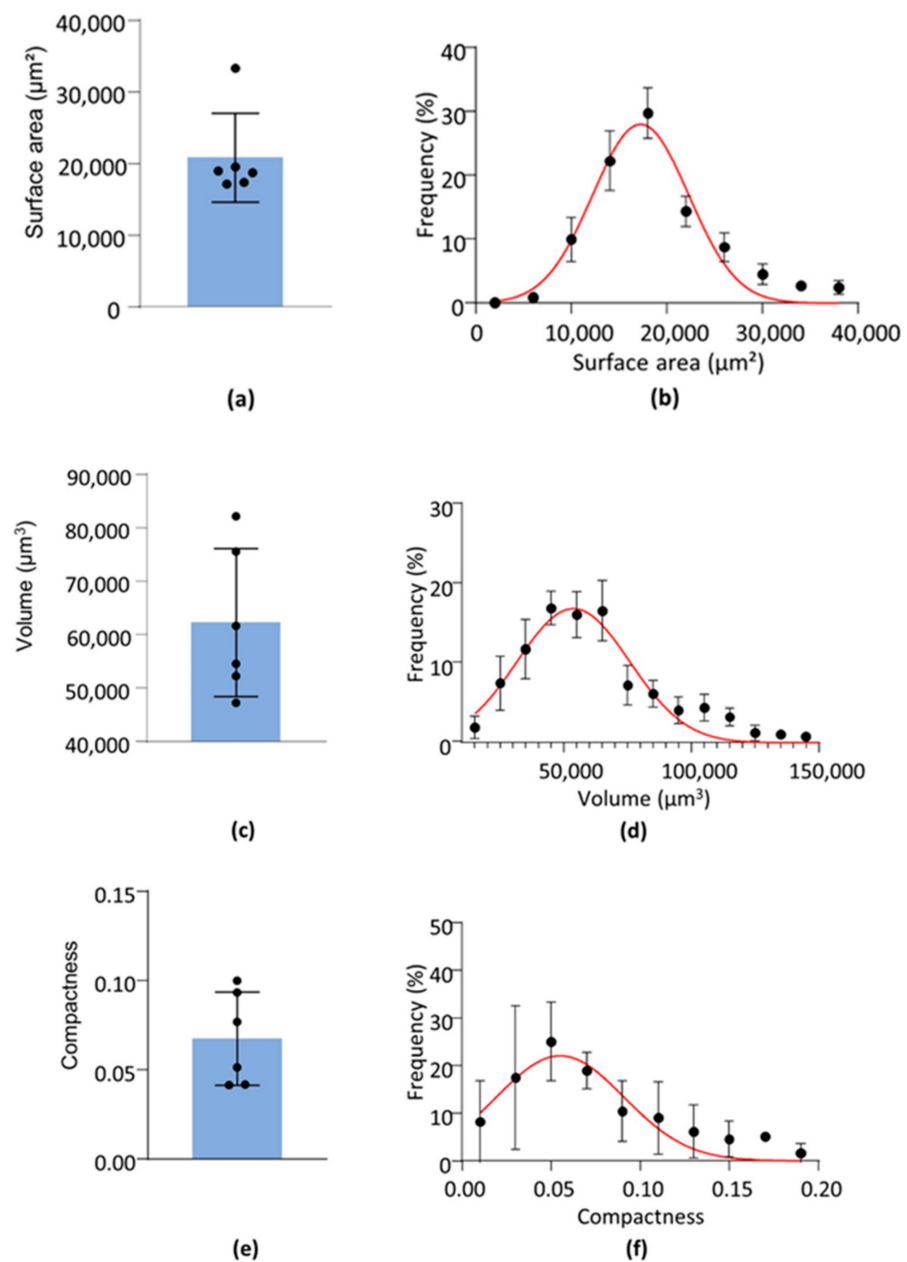 40,000
30,000
20,000
10,000
0
Surface area (µm²)
(a)
40
30
20
10
0
Frequency (%)
0 10,000 20,000 30,000 40,000
Surface area (µm²)
(b)
90,000
80,000
70,000
60,000
50,000
40,000
Volume (µm³)
(c)
30
20
10
0
Frequency (%)
50,000 100,000 150,000
Volume (µm³)
(d)
0.15
0.10
0.05
0.00
Compactness
(e)
50
40
30
20
10
0
Frequency (%)
0.00 0.05 0.10 0.15 0.20
Compactness
(f)